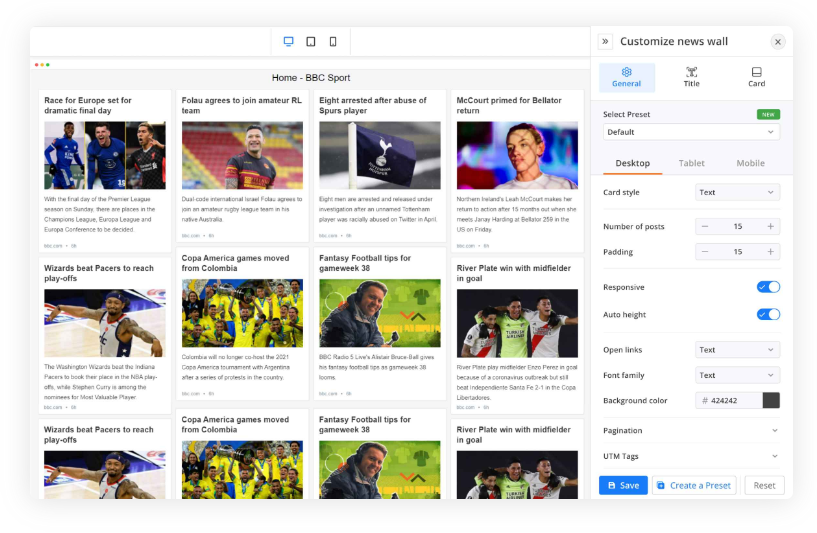 Customize news wall
Home - BBC Sport
General
Title
Card
Race for Europe set for
dramatic final day
With the final day of the Premier League
season on Sunday, there are places in the
Champions League, Europa League and
Europa Conference to be decided.
bbc.com • 6h
Wizards beat Pacers to reach
play-offs
The Washington Wizards beat the Indiana
Pacers to book their place in the NBA play-
offs, while Stephen Curry is among the
nominees for Most Valuable Player.
bbc.com • 6h
Wizards beat Pacers to reach
play-offs
Folau agrees to join amateur RL
team
Dual-code international Israel Folau agrees to
join an amateur rugby league team in his
native Australia.
bbc.com • 6h
Copa America games moved
from Colombia
Colombia will no longer co-host the 2021
Copa America tournament with Argentina
after a series of protests in the country.
bbc.com • 6h
Copa America games moved
from Colombia
Eight arrested after abuse of
Spurs player
TOTTENHAM
HOTSPUR
Eight men are arrested and released under
investigation after an unnamed Tottenham
player was racially abused on Twitter in April.
bbc.com • 6h
Fantasy Football tips for
gameweek 38
BBC Radio 5 Live's Alistair Bruce-Ball gives
his fantasy football tips as gameweek 38
looms.
bbc.com • 6h
Fantasy Football tips for
gameweek 38
McCourt primed for Bellator
return
Northern Ireland's Leah McCourt makes her
return to action after 15 months out when she
meets Janay Harding at Bellator 259 in the
US on Friday.
bbc.com • 6h
River Plate win with midfielder
in goal
TURKISH
AIRLINES
River Plate play midfielder Enzo Perez in goal
because of a coronavirus outbreak but still
beat Independiente Santa Fe 2-1 in the Copa
Libertadores.
bbc.com • 6h
River Plate win with midfielder
in goal
TURKISH
AIRLINES
Select Preset
NEW
Default
Desktop
Tablet
Mobile
Card style
Text
Number of posts
− 15 +
Padding
− 15 +
Responsive
Auto height
Open links
Text
Font family
Text
Background color
# 424242
Pagination
UTM Tags
Save
Create a Preset
Reset